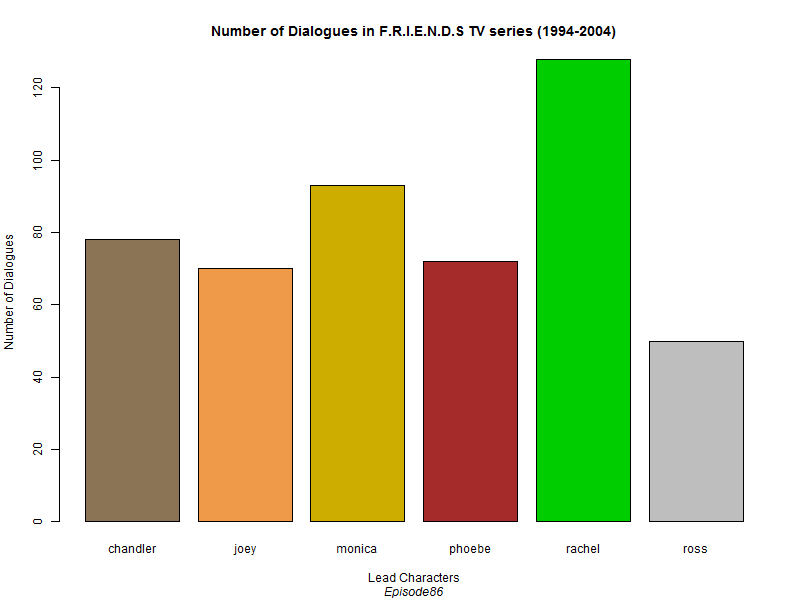 Number of Dialogues in F.R.I.E.N.D.S TV series (1994-2004)
Number of Dialogues
120
100
80
60
40
20
0
chandler joey monica phoebe rachel ross
Lead Characters
Episode86